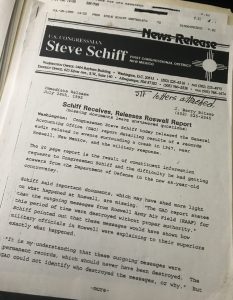 News Release
U.S. CONGRESSMAN
Steve Schiff
FIRST CONGRESSIONAL DISTRICT
NEW MEXICO
Immediate Release
July 28th, 1995
Schiff Receives, Releases Roswell Report
(missing documents leave unanswered questions)
Washington: Congressman Steve Schiff today released the General
Accounting Office (GAO) report detailing results of a records
audit related to events surrounding a crash in 1947, near
Roswell, New Mexico, and the military response.
The 20 page report is the result of constituent information
requests to Congressman Schiff and the difficulty he had getting
answers from the Department of Defense in the now 48-year-old
controversy.
Schiff said important documents, which may have shed more light
on what happened at Roswell, are missing. "The GAO report states
that the outgoing messages from Roswell Army Air Field (RAAF) for
this period of time were destroyed without proper authority."
Schiff pointed out that these messages would have shown how
military officials in Roswell were explaining to their superiors
exactly what happened.
"It is my understanding that these outgoing messages were
permanent records, which should never have been destroyed. The
GAO could not identify who destroyed the messages, or why."
-more-